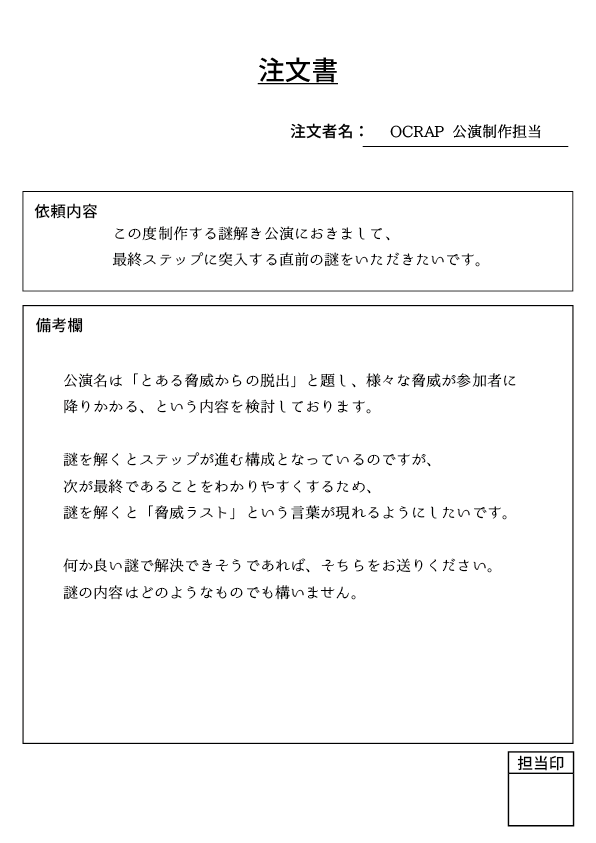 注文書
注文者名： OCRAP 公演制作担当
依頼内容
この度制作する謎解き公演におきまして、
最終ステップに突入する直前の謎をいただきたいです。
備考欄
公演名は「とある脅威からの脱出」と題し、様々な脅威が参加者に
降りかかる、という内容を検討しております。
謎を解くとステップが進む構成となっているのですが、
次が最終であることをわかりやすくするため、
謎を解くと「脅威ラスト」という言葉が現れるようにしたいです。
何か良い謎で解決できそうであれば、そちらをお送りください。
謎の内容はどのようなものでも構いません。
担当印